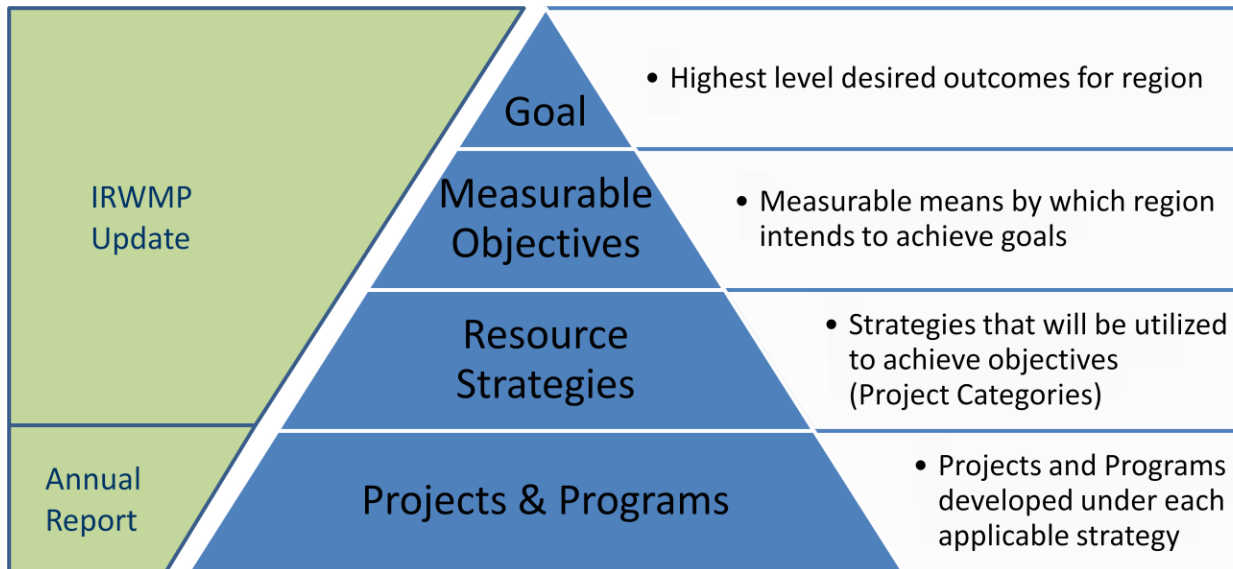 IRWMP
Update
Annual
Report
Goal
Measurable
Objectives
Resource
Strategies
Projects & Programs
• Highest level desired outcomes for region
• Measurable means by which region
intends to achieve goals
• Strategies that will be utilized
to achieve objectives
(Project Categories)
• Projects and Programs
developed under each
applicable strategy